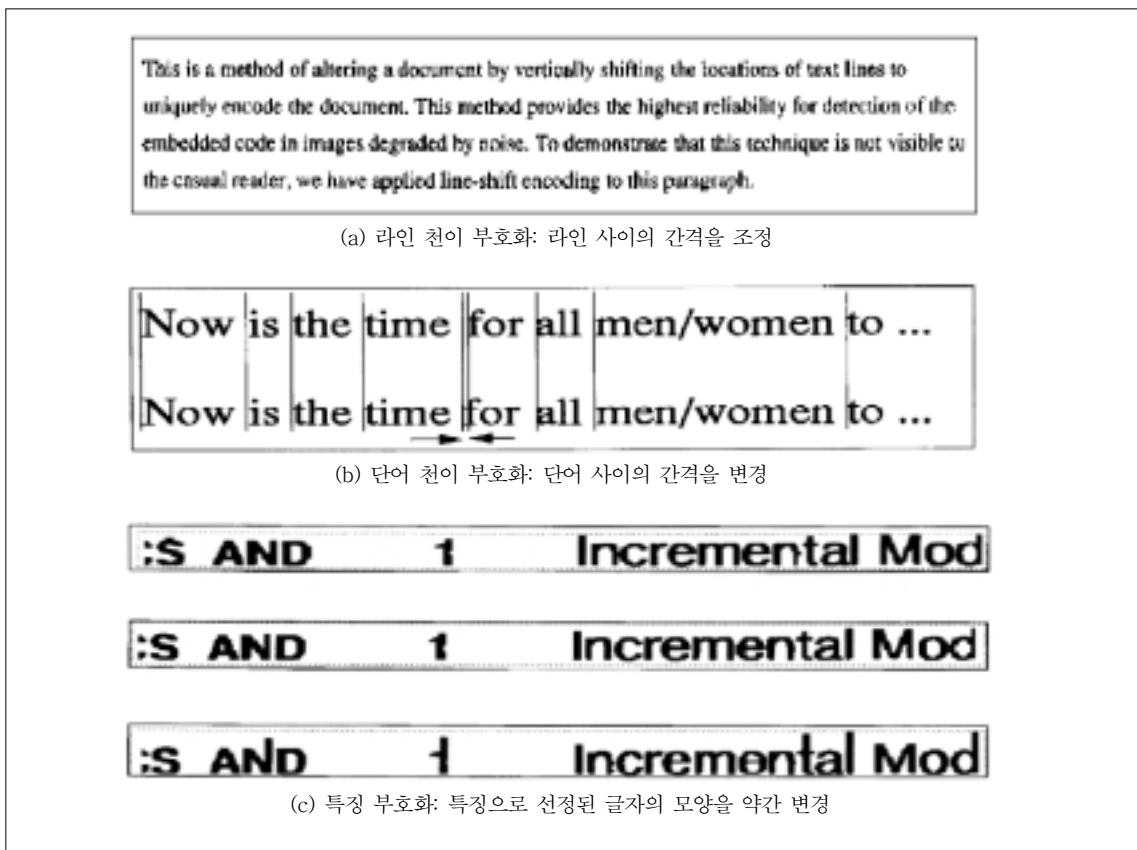 This is a method of altering a document by vertically shifting the locations of text lines to
uniquely encode the document. This method provides the highest reliability for detection of the
embedded code in images degraded by noise. To demonstrate that this technique is not visible to
the casual reader, we have applied line-shift encoding to this paragraph.
(a) 라인 천이 부호화: 라인 사이의 간격을 조정
Now is the time for all men/women to ...
Now is the time for all men/women to ...
(b) 단어 천이 부호화: 단어 사이의 간격을 변경
:S AND 1 Incremental Mod
:S AND 1 Incremental Mod
:S AND 1 Incremental Mod
(c) 특징 부호화: 특징으로 선정된 글자의 모양을 약간 변경